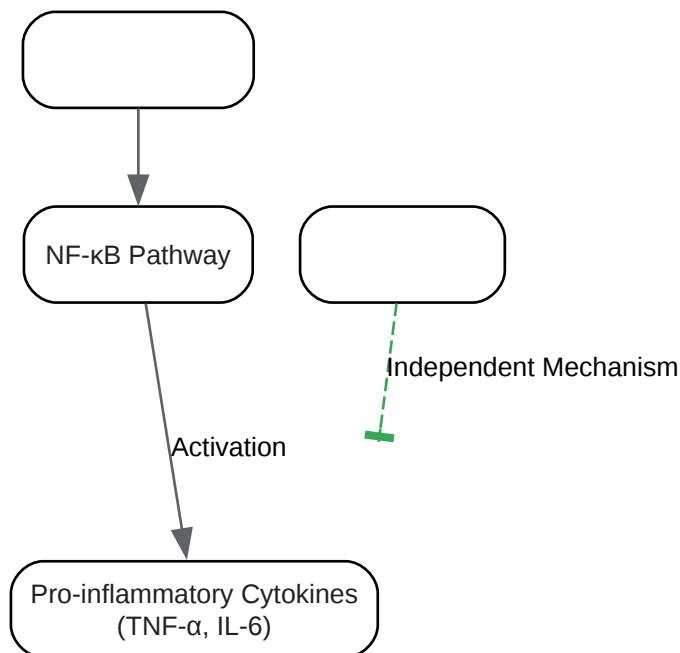 NF-κB Pathway
Independent Mechanism
Activation
Pro-inflammatory Cytokines
(TNF-α, IL-6)